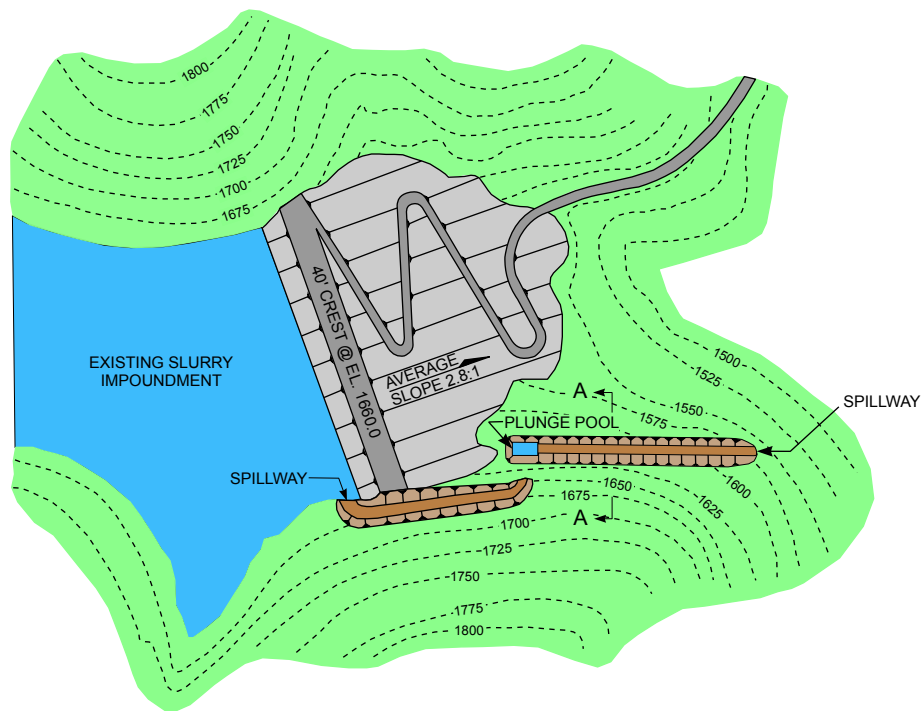 1800
1775
1750
1725
1700
1675
40' CREST @ EL. 1660.0
EXISTING SLURRY
IMPOUNDMENT
AVERAGE
SLOPE 2.8:1
1500
1525
1550
1575
A
PLUNGE POOL
SPILLWAY
SPILLWAY
1600
1625
1650
1675
A
1700
1725
1750
1775
1800